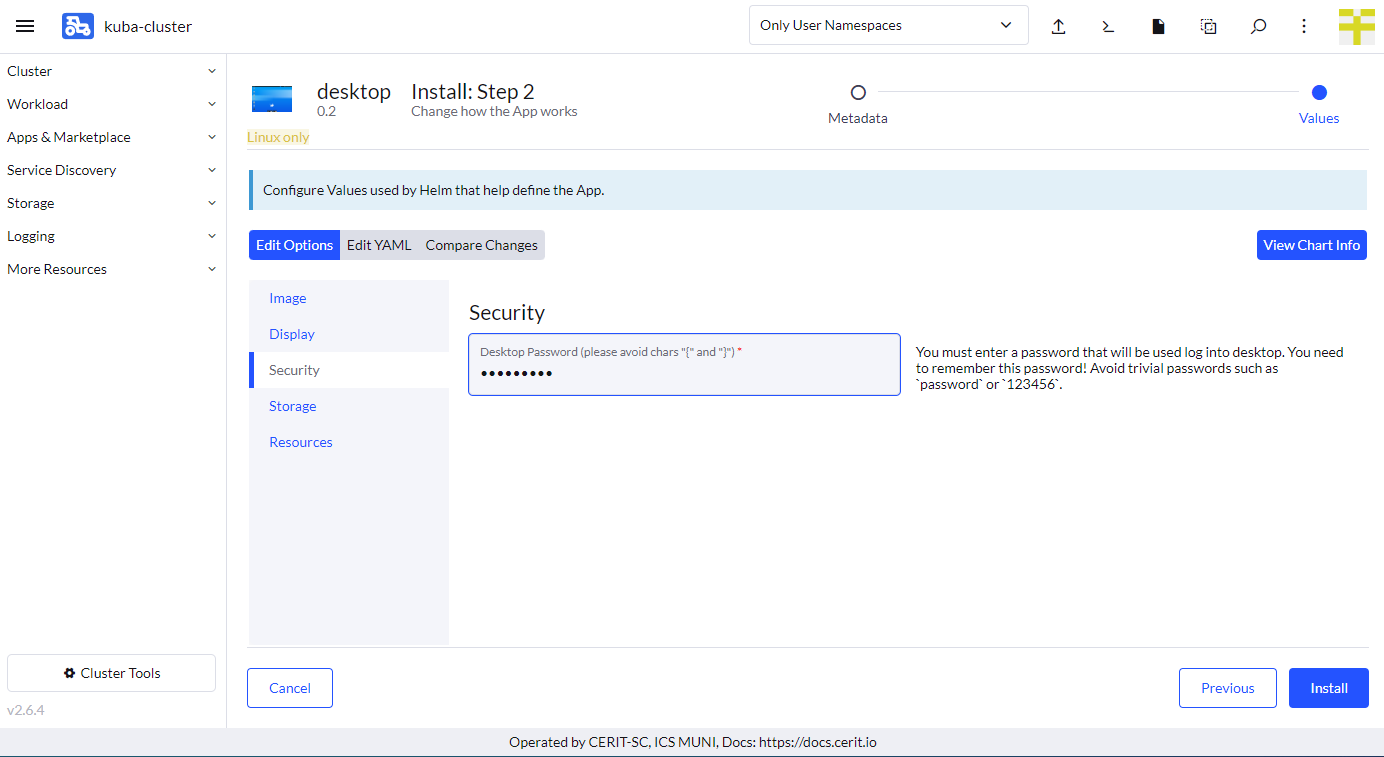 kuba-cluster
Only User Namespaces
Cluster
Workload
Apps & Marketplace
Service Discovery
Storage
Logging
More Resources
Cluster Tools
v2.6.4
desktop
0.2
Linux only
Install: Step 2
Change how the App works
Metadata
Values
Configure Values used by Helm that help define the App.
Edit Options
Edit YAML
Compare Changes
View Chart Info
Image
Display
Security
Storage
Resources
Security
Desktop Password (please avoid chars "{" and "}") *
•••••••••
You must enter a password that will be used log into desktop. You need
to remember this password! Avoid trivial passwords such as
`password` or `123456`.
Cancel
Previous
Install
Operated by CERIT-SC, ICS MUNI, Docs: https://docs.cerit.io